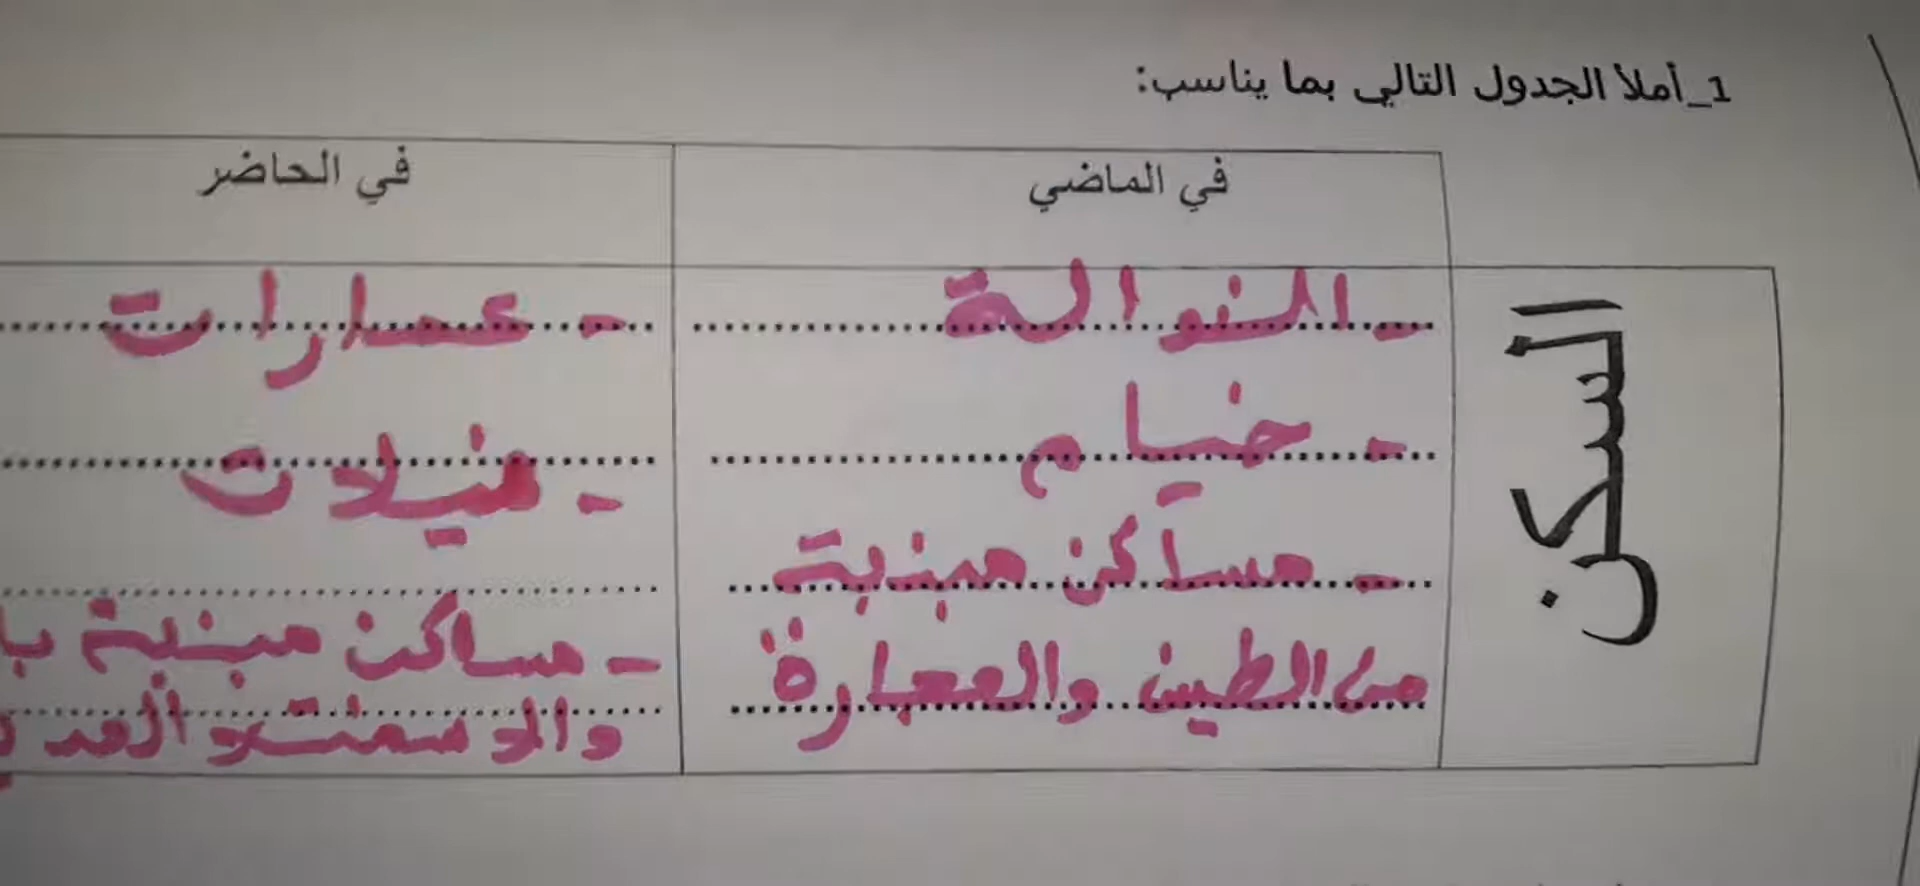 1_أملأ الجدول التالي بما يناسب:
في الماضي
في الحاضر
السكن
- النوالة
- خيام
- مساكن مبنية
من الطين والحجارة
- عمارات
- فيلات
- مساكن مبنية